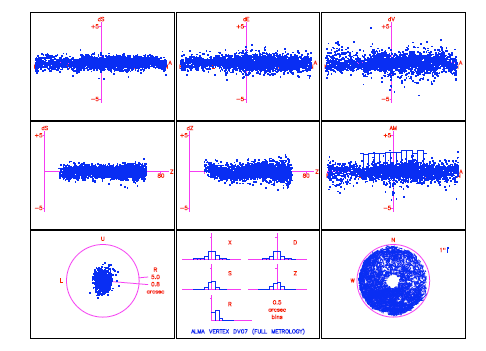 dS
+5
A
-5
dE
+5
A
-5
dV
+5
A
-5
dS
+5
80 Z
-5
dZ
+5
80 Z
-5
AM
+5
A
-5
U
L
R
5.0
0.8
arcsec
X
D
S
Z
R
0.5
arcsec
bins
ALMA VERTEX DV07 (FULL METROLOGY)
N
1"
W